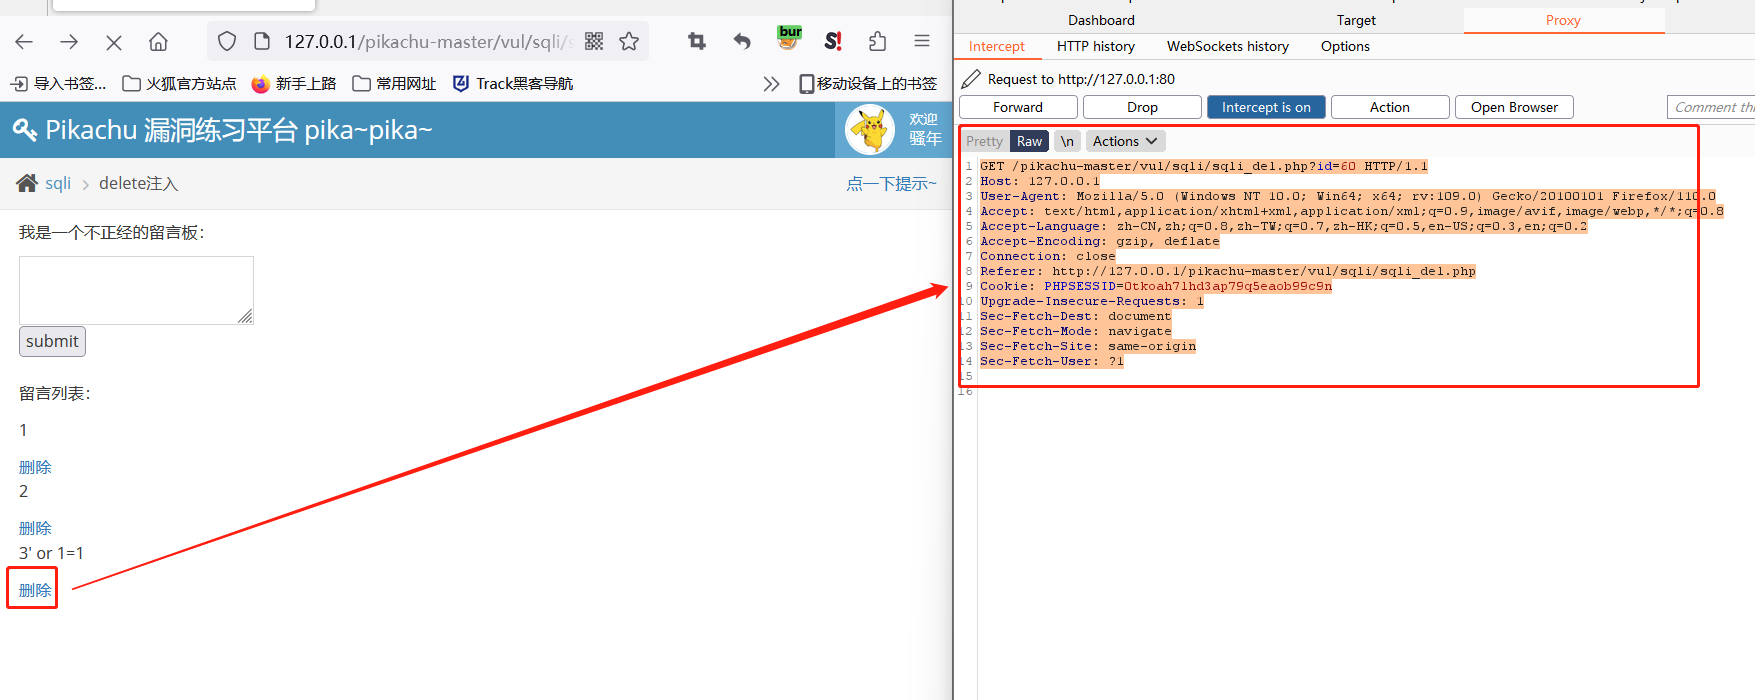 127.0.0.1/pikachu-master/vul/sqli/s
bur
S!
导入书签... 火狐官方站点 新手上路 常用网址 Track黑客导航 移动设备上的书签
Pikachu 漏洞练习平台 pika~pika~
欢迎
骚年
sqli > delete注入
点一下提示~
我是一个不正经的留言板:
submit
留言列表:
1
删除
2
删除
3' or 1=1
删除
Dashboard Target Proxy
Intercept HTTP history WebSockets history Options
Request to http://127.0.0.1:80
Forward Drop Intercept is on Action Open Browser Comment th
Pretty Raw \n Actions
1 GET /pikachu-master/vul/sqli/sqli_del.php?id=60 HTTP/1.1
2 Host: 127.0.0.1
3 User-Agent: Mozilla/5.0 (Windows NT 10.0; Win64; x64; rv:109.0) Gecko/20100101 Firefox/110.0
4 Accept: text/html,application/xhtml+xml,application/xml;q=0.9,image/avif,image/webp,*/*;q=0.8
5 Accept-Language: zh-CN,zh;q=0.8,zh-TW;q=0.7,zh-HK;q=0.5,en-US;q=0.3,en;q=0.2
6 Accept-Encoding: gzip, deflate
7 Connection: close
8 Referer: http://127.0.0.1/pikachu-master/vul/sqli/sqli_del.php
9 Cookie: PHPSESSID=0tkoah71hd3ap79q5eaob99c9n
10 Upgrade-Insecure-Requests: 1
11 Sec-Fetch-Dest: document
12 Sec-Fetch-Mode: navigate
13 Sec-Fetch-Site: same-origin
14 Sec-Fetch-User: ?1
15
16